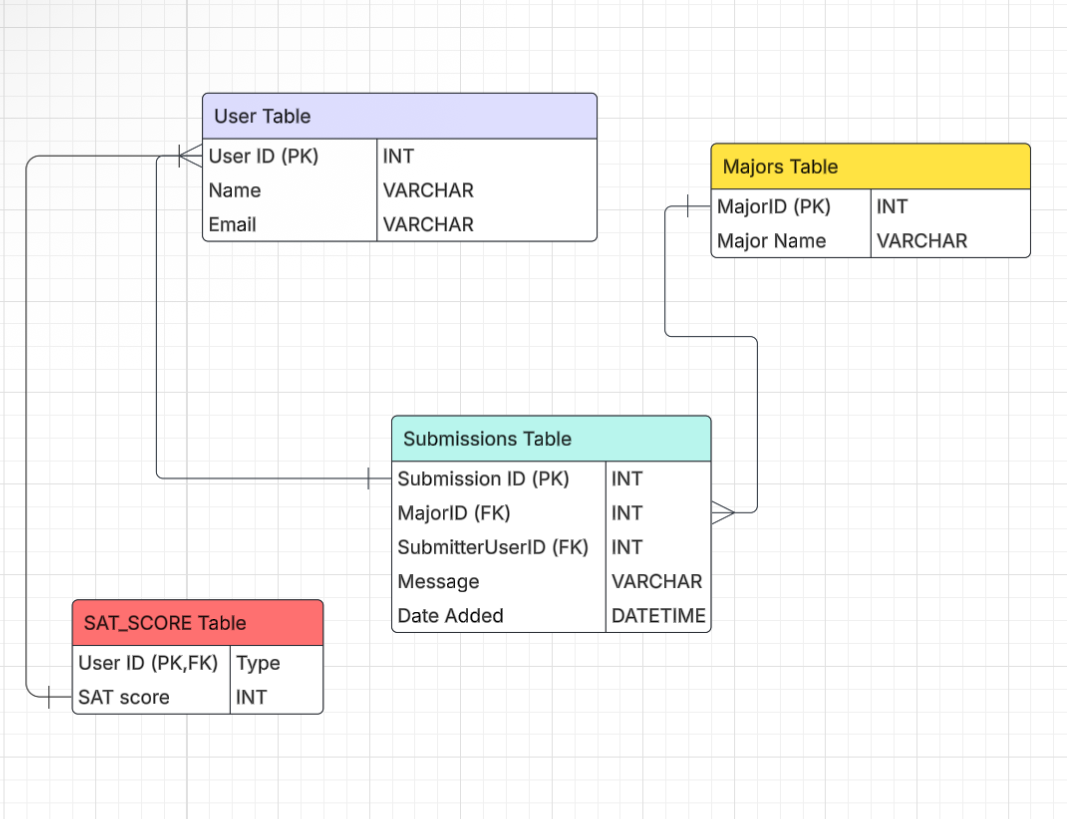 User Table
User ID (PK) INT
Name VARCHAR
Email VARCHAR
Majors Table
MajorID (PK) INT
Major Name VARCHAR
Submissions Table
Submission ID (PK) INT
MajorID (FK) INT
SubmitterUserID (FK) INT
Message VARCHAR
Date Added DATETIME
SAT_SCORE Table
User ID (PK,FK) Type
SAT score INT